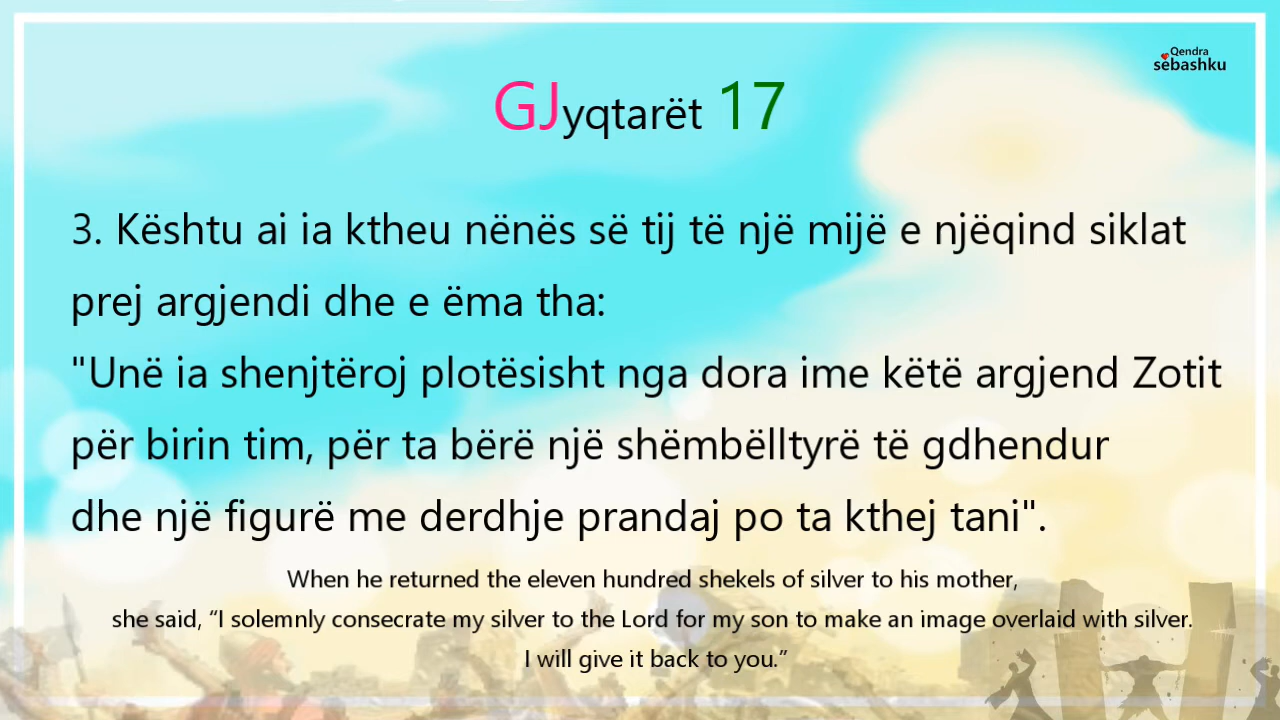 Qendra
sëbashku
GJyqtarët 17
3. Kështu ai ia ktheu nënës së tij të një mijë e njëqind siklat
prej argjendi dhe e ëma tha:
"Unë ia shenjtëroj plotësisht nga dora ime këtë argjend Zotit
për birin tim, për ta bërë një shëmbëlltyrë të gdhendur
dhe një figurë me derdhje prandaj po ta kthej tani".
When he returned the eleven hundred shekels of silver to his mother,
she said, “I solemnly consecrate my silver to the Lord for my son to make an image overlaid with silver.
I will give it back to you.”